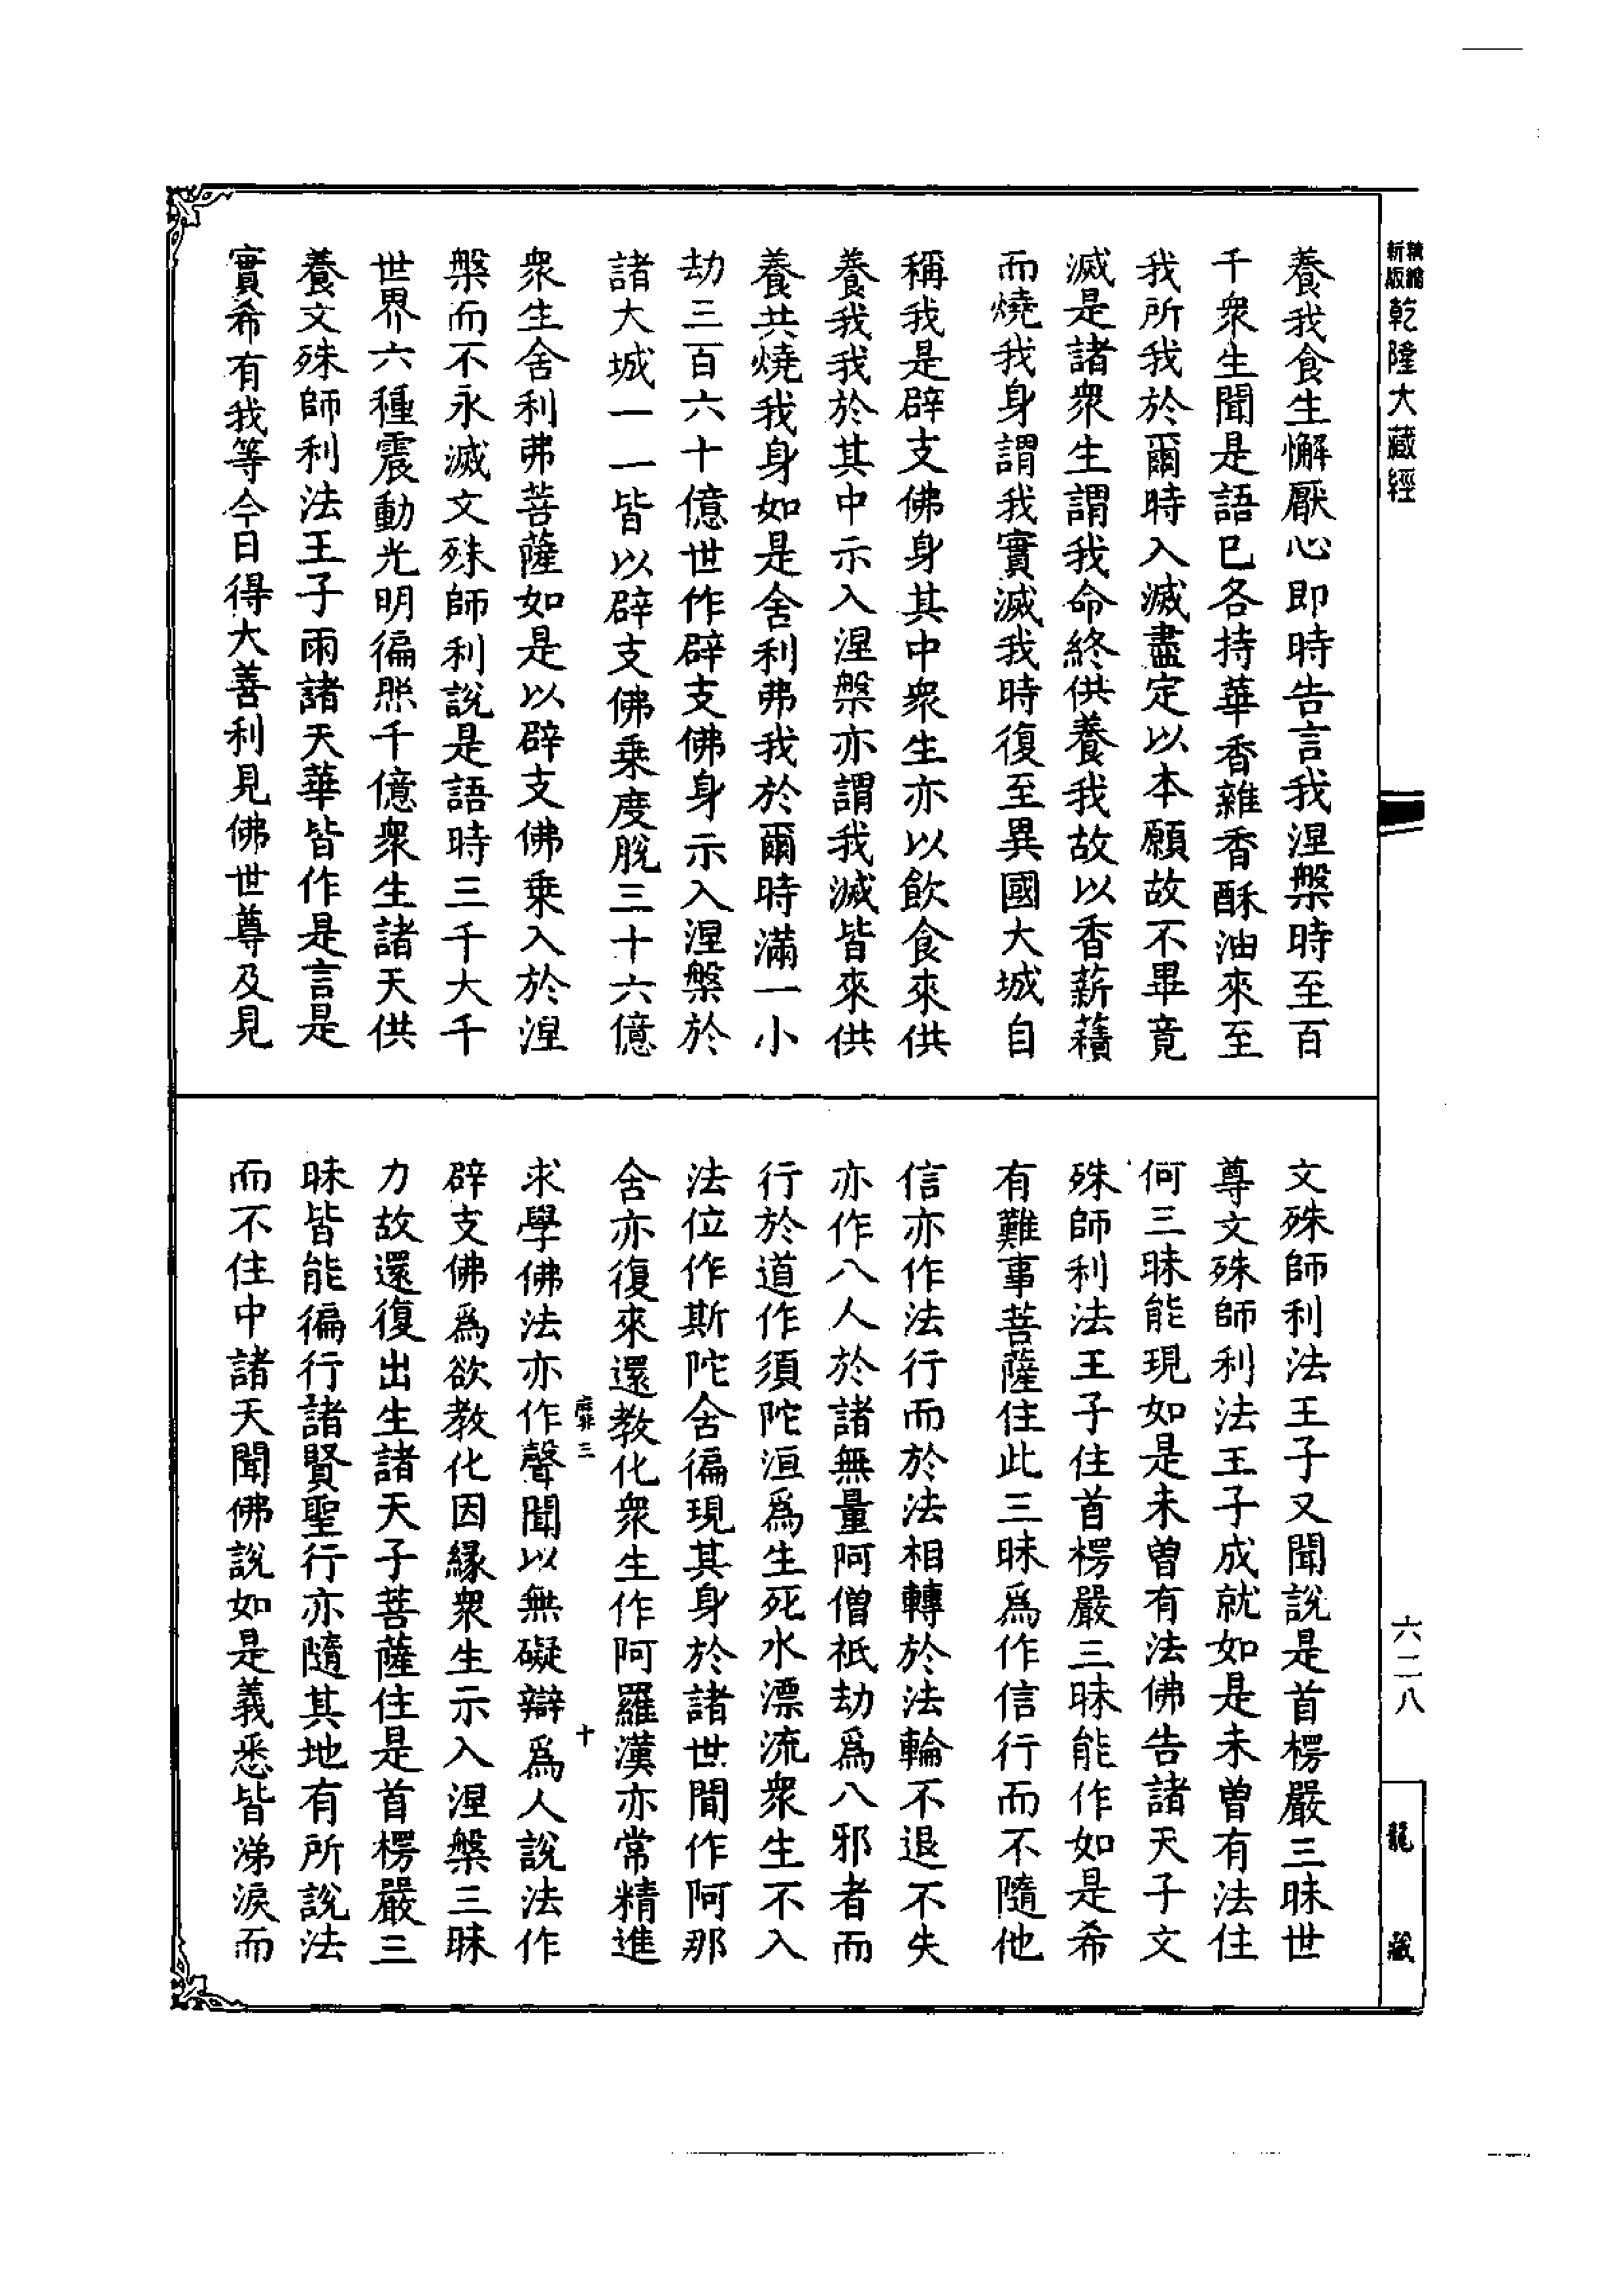 精縮
新版
乾隆大藏經
養我食生懈厭心即時告言我涅槃時至百
千衆生聞是語已各持華香雜香酥油來至
我所我於爾時入滅盡定以本願故不畢竟
滅是諸衆生謂我命終供養我故以香薪𧂐
而燒我身謂我實滅我時復至異國大城自
稱我是辟支佛身其中衆生亦以飲食來供
養我我於其中示入涅槃亦謂我滅皆來供
養共燒我身如是舍利弗我於爾時滿一小
劫三百六十億世作辟支佛身示入涅槃於
諸大城一一皆以辟支佛乗度脫三十六億
衆生舍利弗菩薩如是以辟支佛乗入於涅
槃而不永滅文殊師利說是語時三千大千
世界六種震動光明徧照千億衆生諸天供
養文殊師利法王子雨諸天華皆作是言是
實希有我等今日得大善利見佛世尊及見
文殊師利法王子又聞說是首楞嚴三昧世
尊文殊師利法王子成就如是未曾有法住
何三昧能現如是未曾有法佛告諸天子文
殊師利法王子住首楞嚴三昧能作如是希
有難事菩薩住此三昧爲作信行而不隨他
信亦作法行而於法相轉於法輪不退不失
亦作八人於諸無量阿僧祇劫爲八邪者而
行於道作須陀洹爲生死水漂流衆生不入
法位作斯陀含徧現其身於諸世間作阿那
含亦復來還教化衆生作阿羅漢亦常精進
靡三
十
求學佛法亦作聲聞以無礙辯爲人說法作
辟支佛爲欲教化因緣衆生示入涅槃三昧
力故還復出生諸天子菩薩住是首楞嚴三
昧皆能徧行諸賢聖行亦隨其地有所說法
而不住中諸天聞佛說如是義悉皆涕淚而
六二八
龍藏